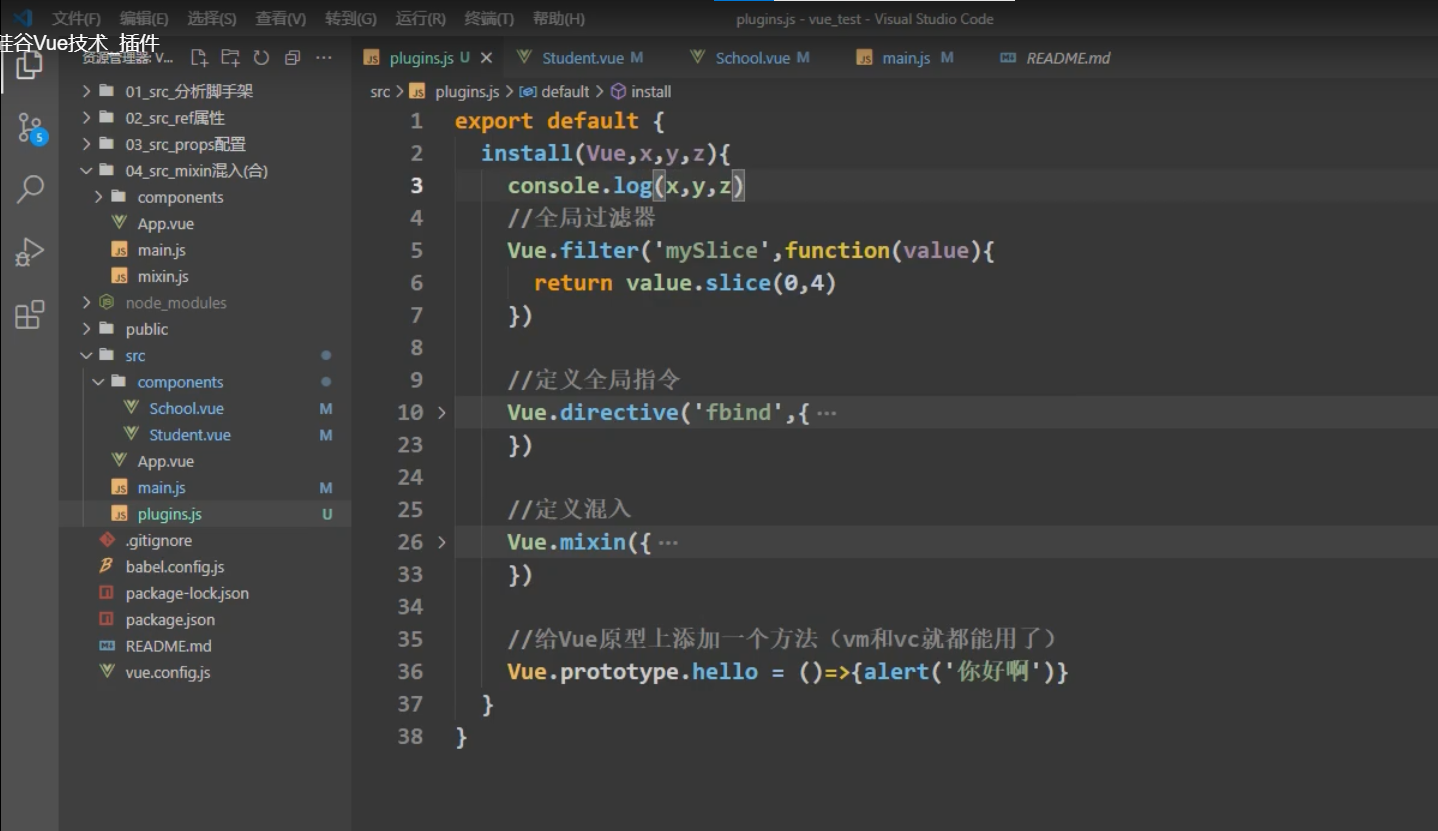 文件(F) 编辑(E) 选择(S) 查看(V) 转到(G) 运行(R) 终端(T) 帮助(H) plugins.js - vue_test - Visual Studio Code
硅谷Vue技术_插件
资源管理器: V...
plugins.js U Student.vue M School.vue M main.js M README.md
src > plugins.js > default > install
5
01_src_分析脚手架
02_src_ref属性
03_src_props配置
04_src_mixin混入(合)
components
App.vue
main.js
mixin.js
node_modules
public
src
components
School.vue M
Student.vue M
App.vue
main.js M
plugins.js U
.gitignore
babel.config.js
package-lock.json
package.json
README.md
vue.config.js
1 export default {
2 install(Vue,x,y,z){
3 console.log(x,y,z)
4 //全局过滤器
5 Vue.filter('mySlice',function(value){
6 return value.slice(0,4)
7 })
8
9 //定义全局指令
10 Vue.directive('fbind',{ ...
23 })
24
25 //定义混入
26 Vue.mixin({ ...
33 })
34
35 //给Vue原型上添加一个方法（vm和vc就都能用了）
36 Vue.prototype.hello = ()=>{alert('你好啊')}
37 }
38 }